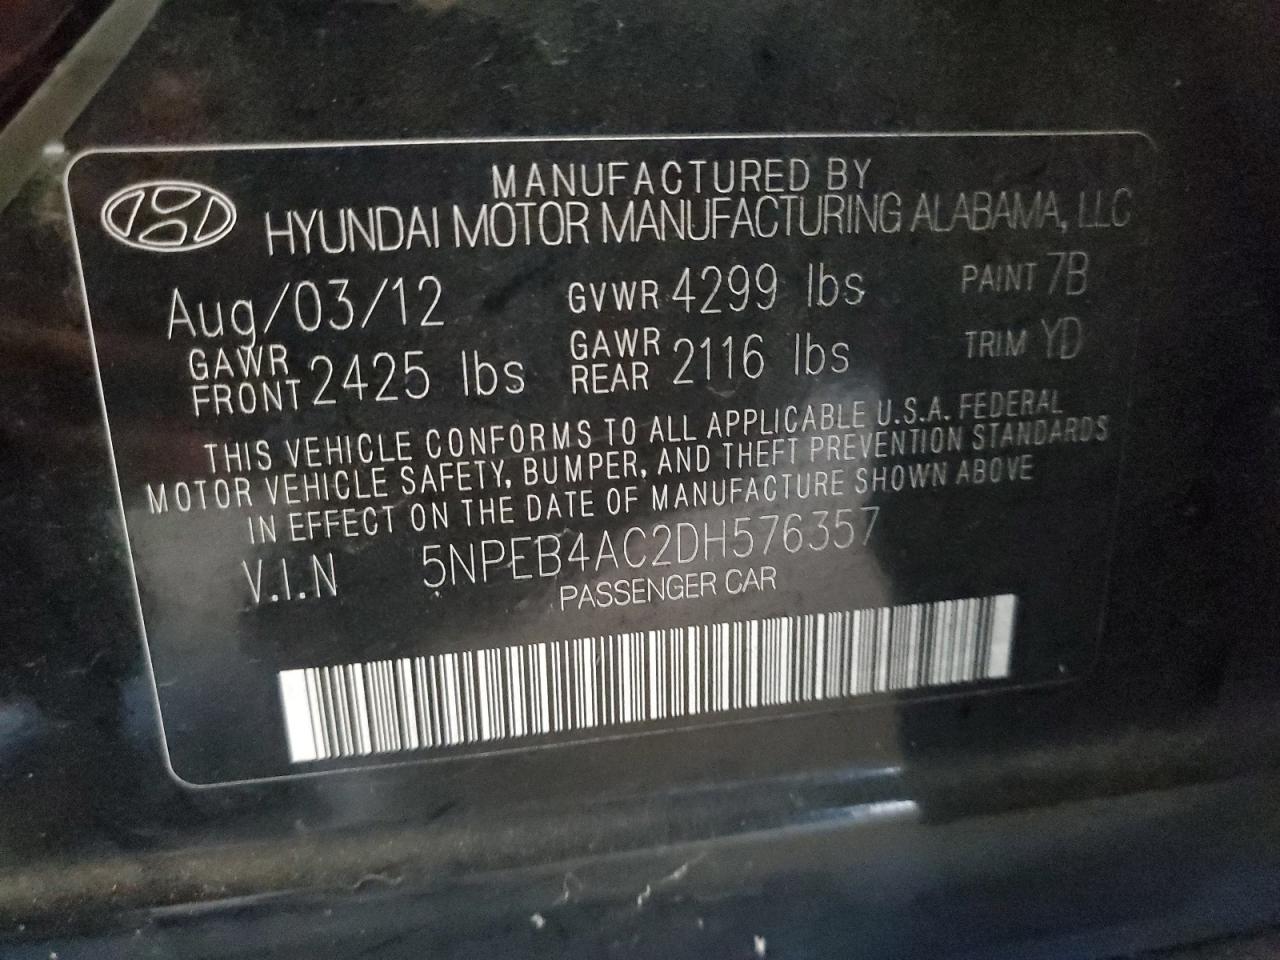 MANUFACTURED BY
HYUNDAI MOTOR MANUFACTURING ALABAMA, LLC
Aug/03/12 GVWR 4299 lbs PAINT 7B
GAWR FRONT 2425 lbs GAWR REAR 2116 lbs TRIM YD
THIS VEHICLE CONFORMS TO ALL APPLICABLE U.S.A. FEDERAL
MOTOR VEHICLE SAFETY, BUMPER, AND THEFT PREVENTION STANDARDS
IN EFFECT ON THE DATE OF MANUFACTURE SHOWN ABOVE
V.I.N 5NPEB4AC2DH576357
PASSENGER CAR